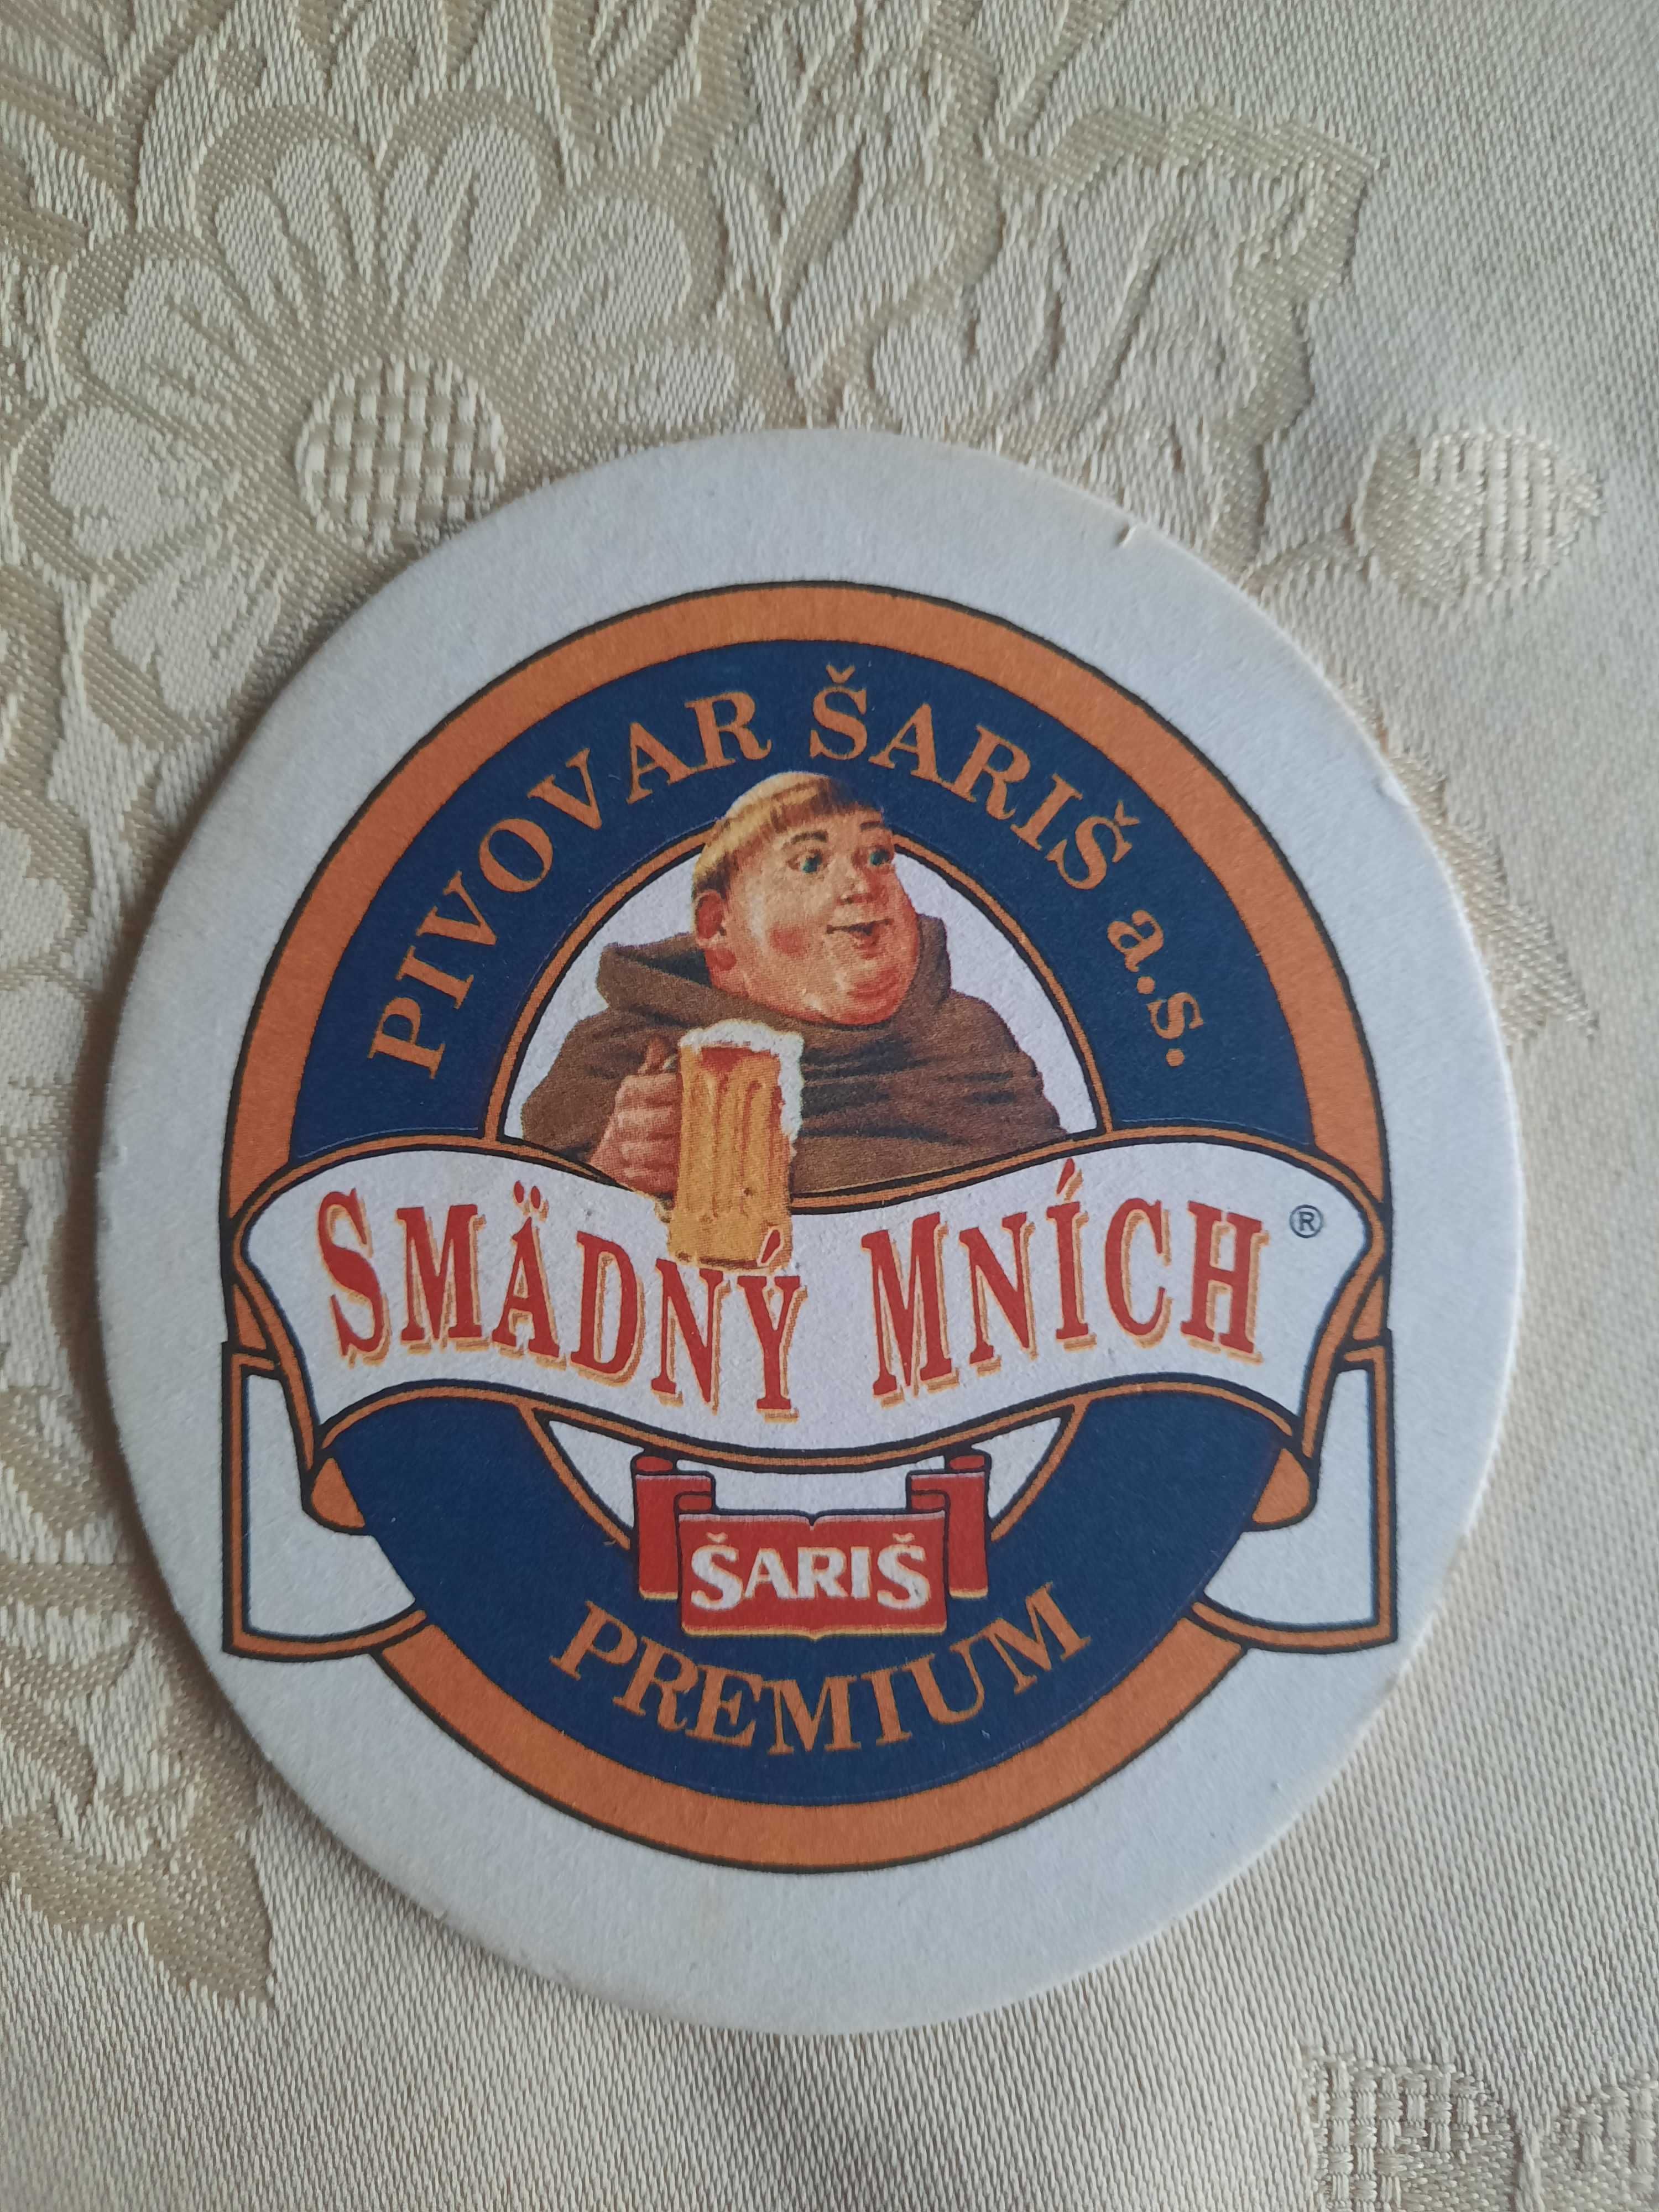 PIVOVAR ŠARIŠ a.s.
SMÄDNÝ MNÍCH ®
ŠARIŠ
PREMIUM